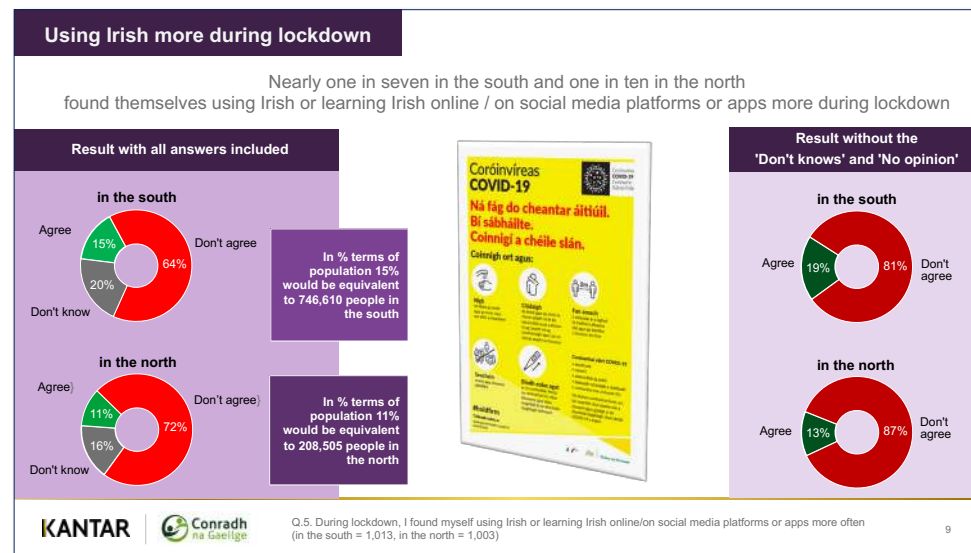 Using Irish more during lockdown
Nearly one in seven in the south and one in ten in the north
found themselves using Irish or learning Irish online / on social media platforms or apps more during lockdown
Result with all answers included
in the south
Agree
15%
Don't agree
64%
20%
Don't know
In % terms of
population 15%
would be equivalent
to 746,610 people in
the south
in the north
Agree}
11%
Don't agree}
72%
16%
Don't know
In % terms of
population 11%
would be equivalent
to 208,505 people in
the north
Coróinvíreas
COVID-19
Ná fág do cheantar áitiúil.
Bí sábháilte.
Coinnigí a chéile slán.
Coinnigh ort agus:
Result without the
'Don't knows' and 'No opinion'
in the south
Agree
19%
81%
Don't
agree
in the north
Agree
13%
87%
Don't
agree
KANTAR
Conradh
na Gaeilge
Q.5. During lockdown, I found myself using Irish or learning Irish online/on social media platforms or apps more often
(in the south = 1,013, in the north = 1,003)
9